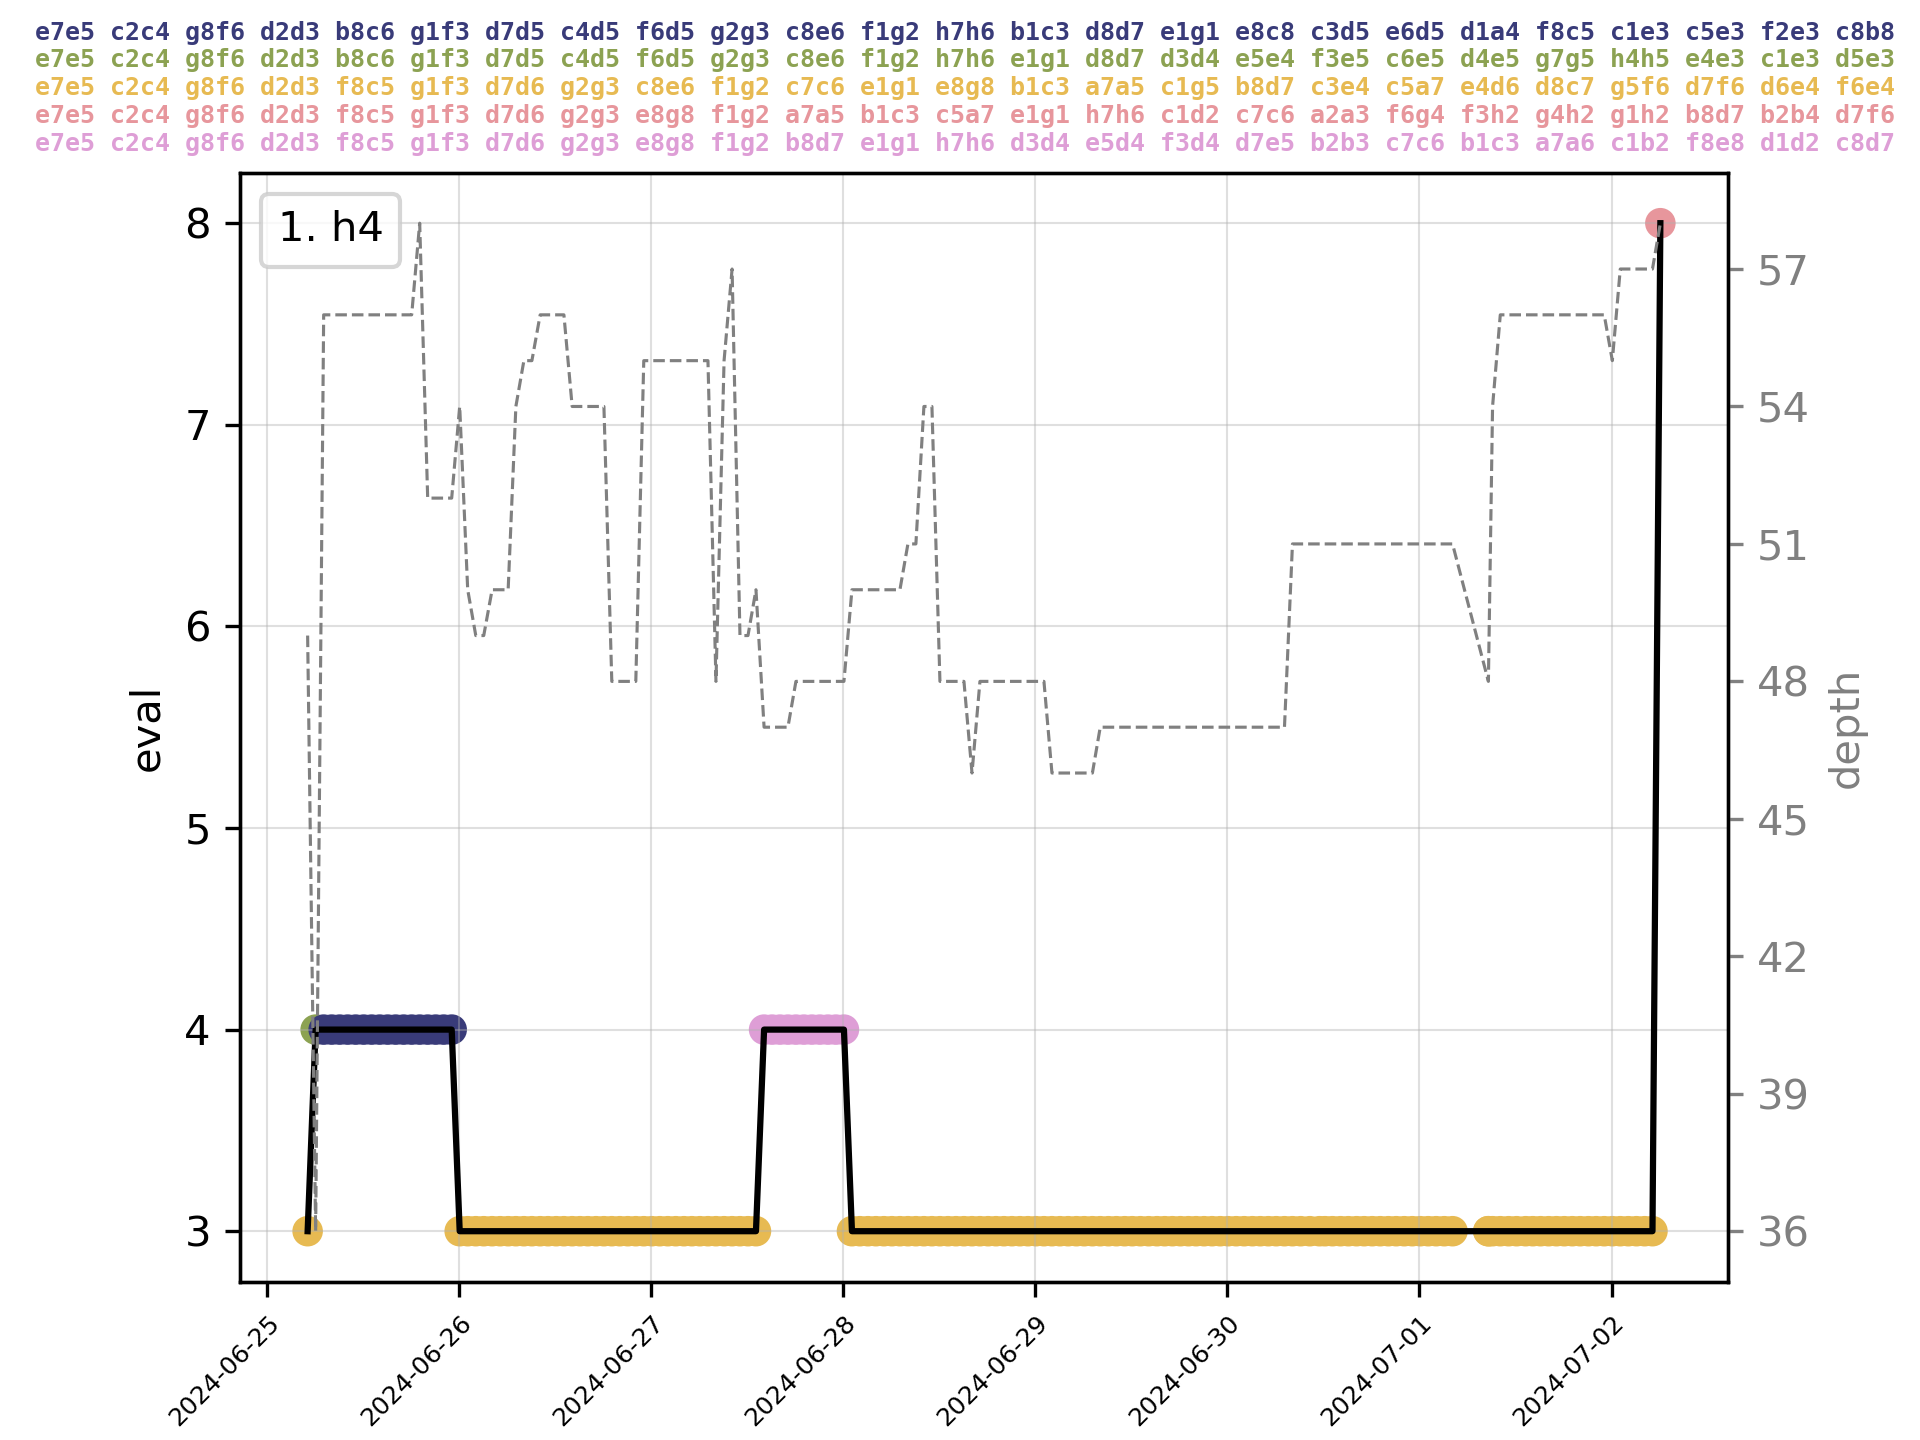 e7e5 c2c4 g8f6 d2d3 b8c6 g1f3 d7d5 c4d5 f6d5 g2g3 c8e6 f1g2 h7h6 b1c3 d8d7 e1g1 e8c8 c3d5 e6d5 d1a4 f8c5 c1e3 c5e3 f2e3 c8b8
e7e5 c2c4 g8f6 d2d3 b8c6 g1f3 d7d5 c4d5 f6d5 g2g3 c8e6 f1g2 h7h6 e1g1 d8d7 d3d4 e5e4 f3e5 c6e5 d4e5 g7g5 h4h5 e4e3 c1e3 d5e3
e7e5 c2c4 g8f6 d2d3 f8c5 g1f3 d7d6 g2g3 c8e6 f1g2 c7c6 e1g1 e8g8 b1c3 a7a5 c1g5 b8d7 c3e4 c5a7 e4d6 d8c7 g5f6 d7f6 d6e4 f6e4
e7e5 c2c4 g8f6 d2d3 f8c5 g1f3 d7d6 g2g3 e8g8 f1g2 a7a5 b1c3 c5a7 e1g1 h7h6 c1d2 c7c6 a2a3 f6g4 f3h2 g4h2 g1h2 b8d7 b2b4 d7f6
e7e5 c2c4 g8f6 d2d3 f8c5 g1f3 d7d6 g2g3 e8g8 f1g2 b8d7 e1g1 h7h6 d3d4 e5d4 f3d4 d7e5 b2b3 c7c6 b1c3 a7a6 c1b2 f8e8 d1d2 c8d7
1. h4
8
7
6
5
4
3
eval
57
54
51
48
45
42
39
36
depth
2024-06-25
2024-06-26
2024-06-27
2024-06-28
2024-06-29
2024-06-30
2024-07-01
2024-07-02